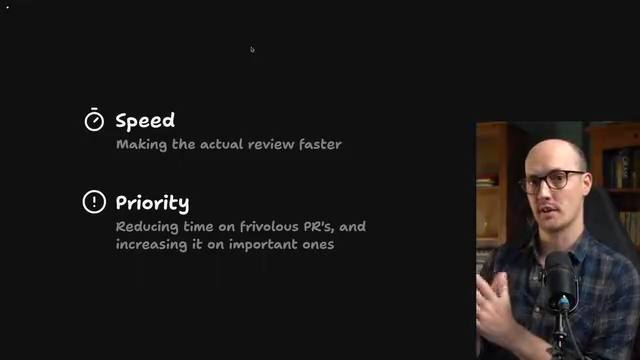 Speed
Making the actual review faster
Priority
Reducing time on frivolous PR's, and
increasing it on important ones